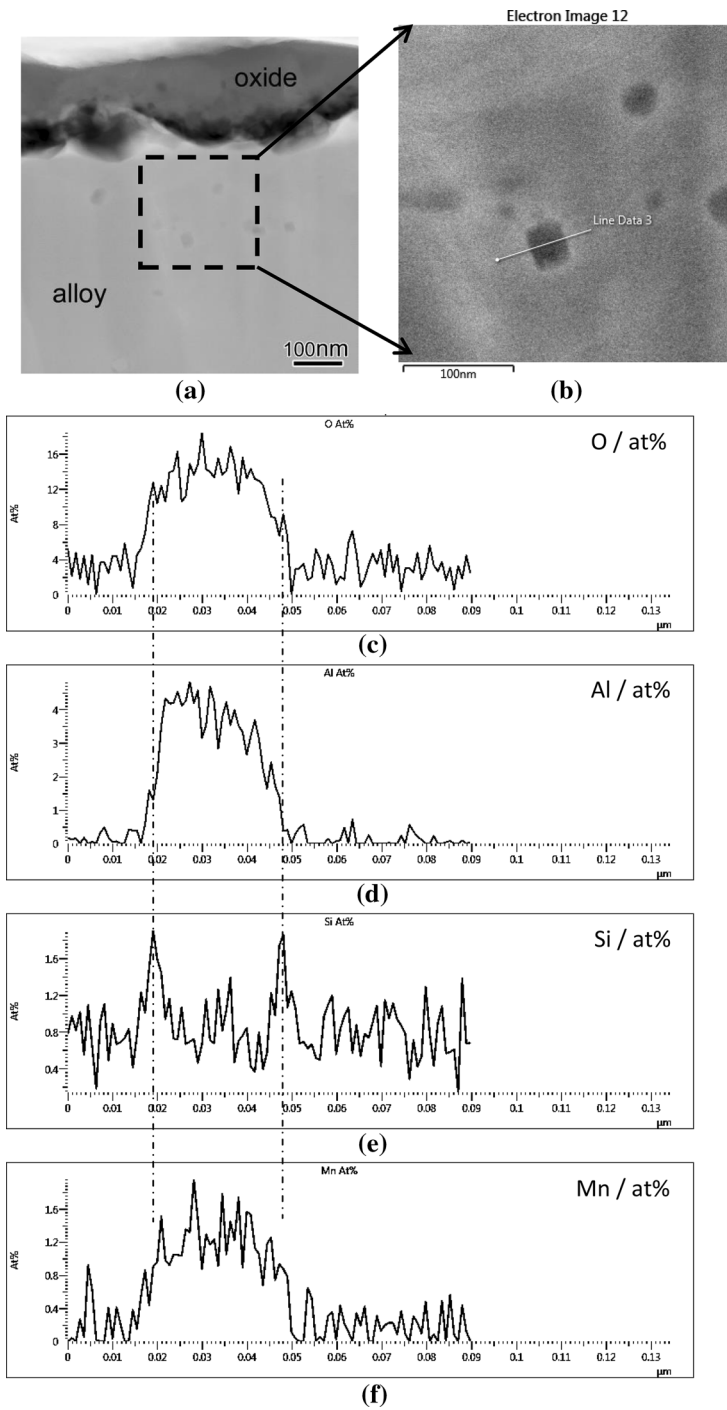 Electron Image 12
oxide
alloy
100nm
Line Data 3
100nm
(a)
(b)
O At%
O / at%
At%
16
12
8
4
0
0 0.01 0.02 0.03 0.04 0.05 0.06 0.07 0.08 0.09 0.1 0.11 0.12 0.13
µm
(c)
Al At%
Al / at%
At%
4
3
2
1
0
0 0.01 0.02 0.03 0.04 0.05 0.06 0.07 0.08 0.09 0.1 0.11 0.12 0.13
µm
(d)
Si At%
Si / at%
At%
1.6
1.2
0.8
0.4
0 0.01 0.02 0.03 0.04 0.05 0.06 0.07 0.08 0.09 0.1 0.11 0.12 0.13
µm
(e)
Mn At%
Mn / at%
At%
1.6
1.2
0.8
0.4
0
0 0.01 0.02 0.03 0.04 0.05 0.06 0.07 0.08 0.09 0.1 0.11 0.12 0.13
µm
(f)